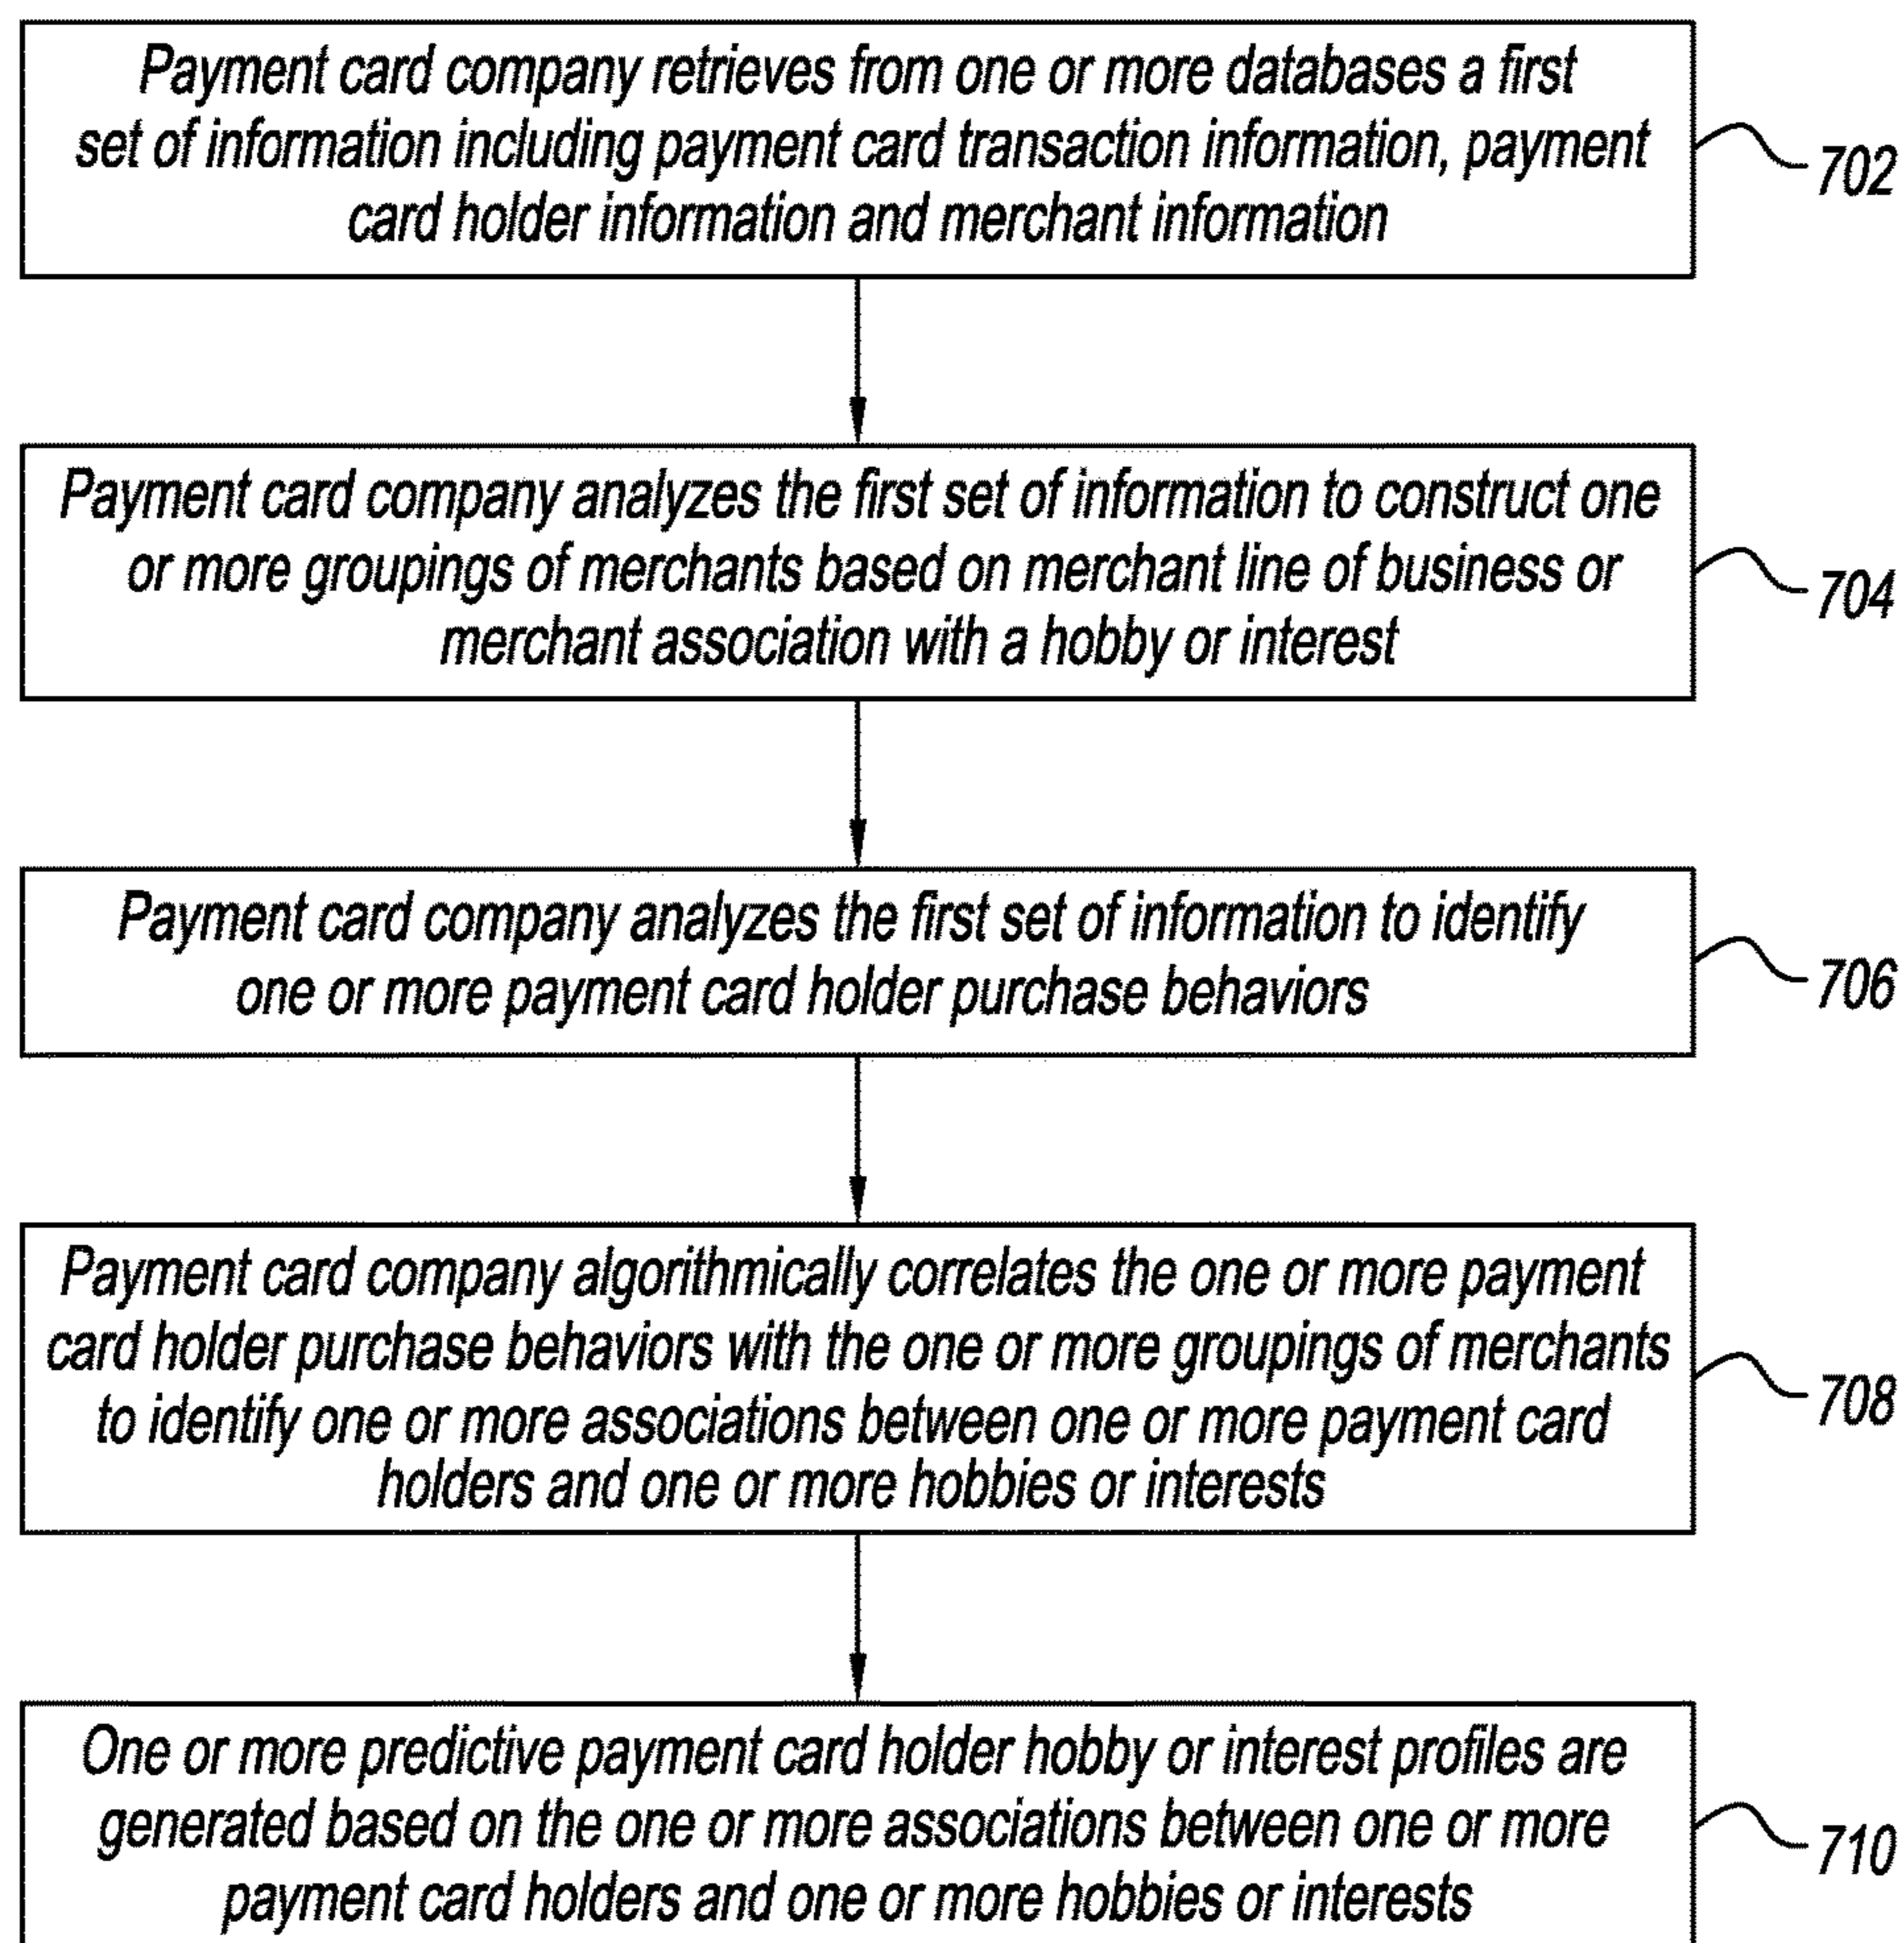 Payment card company retrieves from one or more databases a first
set of information including payment card transaction information, payment
card holder information and merchant information
702
Payment card company analyzes the first set of information to construct one
or more groupings of merchants based on merchant line of business or
merchant association with a hobby or interest
704
Payment card company analyzes the first set of information to identify
one or more payment card holder purchase behaviors
706
Payment card company algorithmically correlates the one or more payment
card holder purchase behaviors with the one or more groupings of merchants
to identify one or more associations between one or more payment card
holders and one or more hobbies or interests
708
One or more predictive payment card holder hobby or interest profiles are
generated based on the one or more associations between one or more
payment card holders and one or more hobbies or interests
710